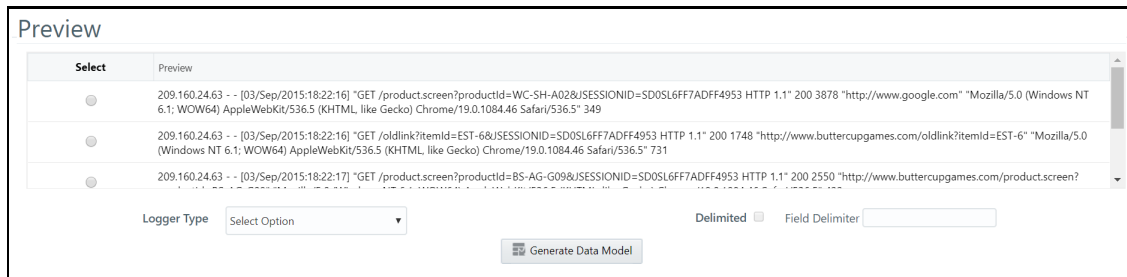 Preview
Select Preview
209.160.24.63 - - [03/Sep/2015:18:22:16] "GET /product.screen?productId=WC-SH-A02&JSESSIONID=SD0SL6FF7ADFF4953 HTTP 1.1" 200 3878 "http://www.google.com" "Mozilla/5.0 (Windows NT
6.1; WOW64) AppleWebKit/536.5 (KHTML, like Gecko) Chrome/19.0.1084.46 Safari/536.5" 349
209.160.24.63 - - [03/Sep/2015:18:22:16] "GET /oldlink?itemId=EST-6&JSESSIONID=SD0SL6FF7ADFF4953 HTTP 1.1" 200 1748 "http://www.buttercupgames.com/oldlink?itemId=EST-6" "Mozilla/5.0
(Windows NT 6.1; WOW64) AppleWebKit/536.5 (KHTML, like Gecko) Chrome/19.0.1084.46 Safari/536.5" 731
209.160.24.63 - - [03/Sep/2015:18:22:17] "GET /product.screen?productId=BS-AG-G09&JSESSIONID=SD0SL6FF7ADFF4953 HTTP 1.1" 200 2550 "http://www.buttercupgames.com/product.screen?
Logger Type Select Option Delimited Field Delimiter
Generate Data Model